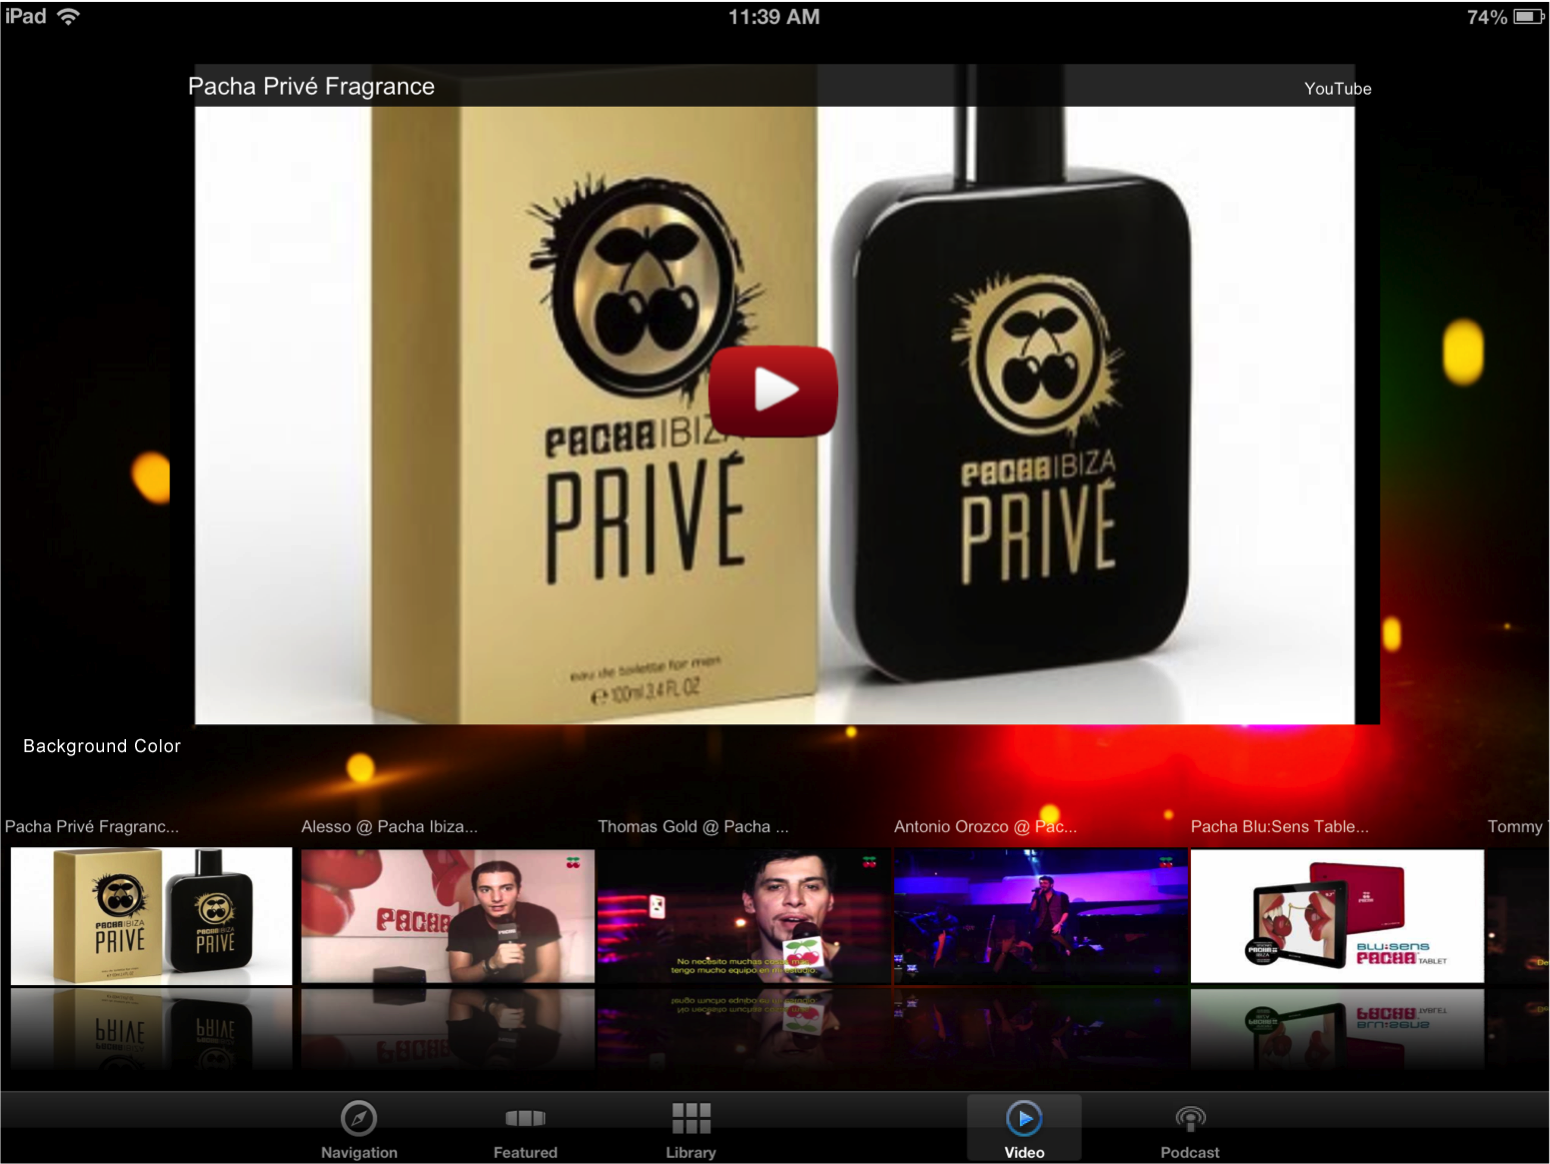 iPad
11:39 AM
74%
Pacha Privé Fragrance
YouTube
PACHA IBIZA
PRIVÉ
eau de toilette for men
℮ 100ml 3.4 FL OZ
PACHA IBIZA
PRIVÉ
Background Color
Pacha Privé Fragranc...
Alesso @ Pacha Ibiza...
Thomas Gold @ Pacha ...
Antonio Orozco @ Pac...
Pacha Blu:Sens Table...
Tommy
PACHA IBIZA
PRIVÉ
PACHA IBIZA
PRIVÉ
PACHA
No necesito muchas cosas más,
tengo mucho equipo en mi estudio.
BLU:SENS
PACHA TABLET
Navigation
Featured
Library
Video
Podcast